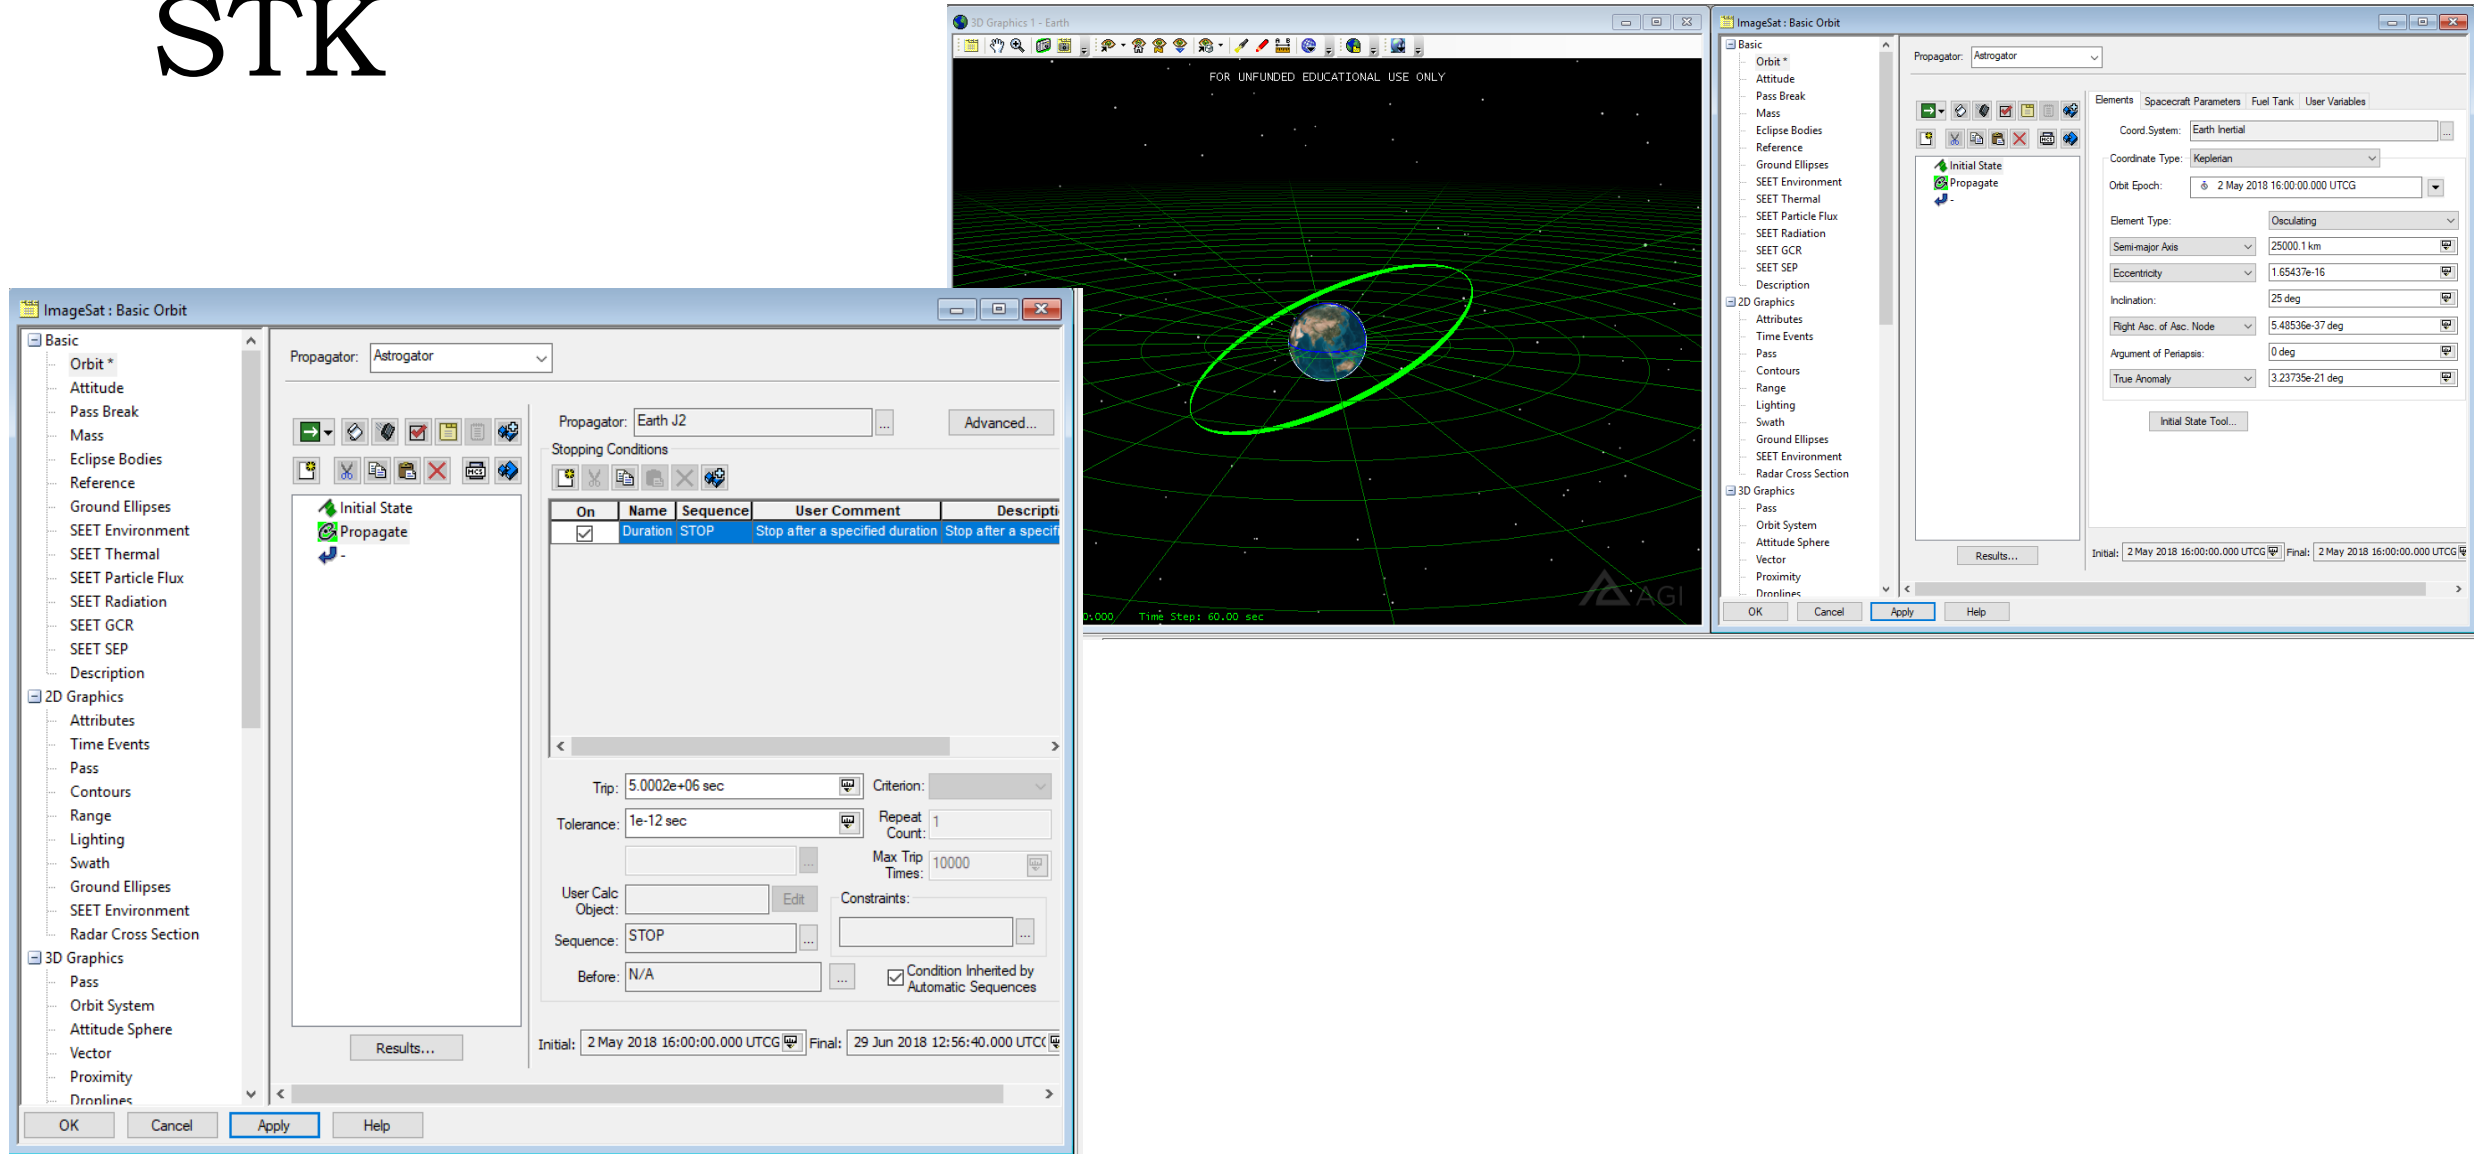 STK
3D Graphics 1 - Earth
FOR UNFUNDED EDUCATIONAL USE ONLY
AGI
0:000 Time Step: 60.00 sec
ImageSat : Basic Orbit
Basic
Orbit *
Attitude
Pass Break
Mass
Eclipse Bodies
Reference
Ground Ellipses
SEET Environment
SEET Thermal
SEET Particle Flux
SEET Radiation
SEET GCR
SEET SEP
Description
2D Graphics
Attributes
Time Events
Pass
Contours
Range
Lighting
Swath
Ground Ellipses
SEET Environment
Radar Cross Section
3D Graphics
Pass
Orbit System
Attitude Sphere
Vector
Proximity
Droplines
Propagator: Astrogator
MCS
Initial State
Propagate
-
Results...
Elements Spacecraft Parameters Fuel Tank User Variables
Coord.System: Earth Inertial ...
Coordinate Type: Keplerian
Orbit Epoch: 2 May 2018 16:00:00.000 UTCG
Element Type: Osculating
Semi-major Axis 25000.1 km
Eccentricity 1.65437e-16
Inclination: 25 deg
Right Asc. of Asc. Node 5.48536e-37 deg
Argument of Periapsis: 0 deg
True Anomaly 3.23735e-21 deg
Initial State Tool...
Initial: 2 May 2018 16:00:00.000 UTCG Final: 2 May 2018 16:00:00.000 UTCG
OK Cancel Apply Help
ImageSat : Basic Orbit
Basic
Orbit *
Attitude
Pass Break
Mass
Eclipse Bodies
Reference
Ground Ellipses
SEET Environment
SEET Thermal
SEET Particle Flux
SEET Radiation
SEET GCR
SEET SEP
Description
2D Graphics
Attributes
Time Events
Pass
Contours
Range
Lighting
Swath
Ground Ellipses
SEET Environment
Radar Cross Section
3D Graphics
Pass
Orbit System
Attitude Sphere
Vector
Proximity
Droplines
Propagator: Astrogator
MCS
Initial State
Propagate
-
Results...
Propagator: Earth J2 ... Advanced...
Stopping Conditions
On Name Sequence User Comment Descripti
Duration STOP Stop after a specified duration Stop after a specifi
Trip: 5.0002e+06 sec Criterion:
Tolerance: 1e-12 sec Repeat Count: 1
... Max Trip Times: 10000
User Calc Object: Edit Constraints:
...
Sequence: STOP ...
Before: N/A ... Condition Inherited by Automatic Sequences
Initial: 2 May 2018 16:00:00.000 UTCG Final: 29 Jun 2018 12:56:40.000 UTC
OK Cancel Apply Help